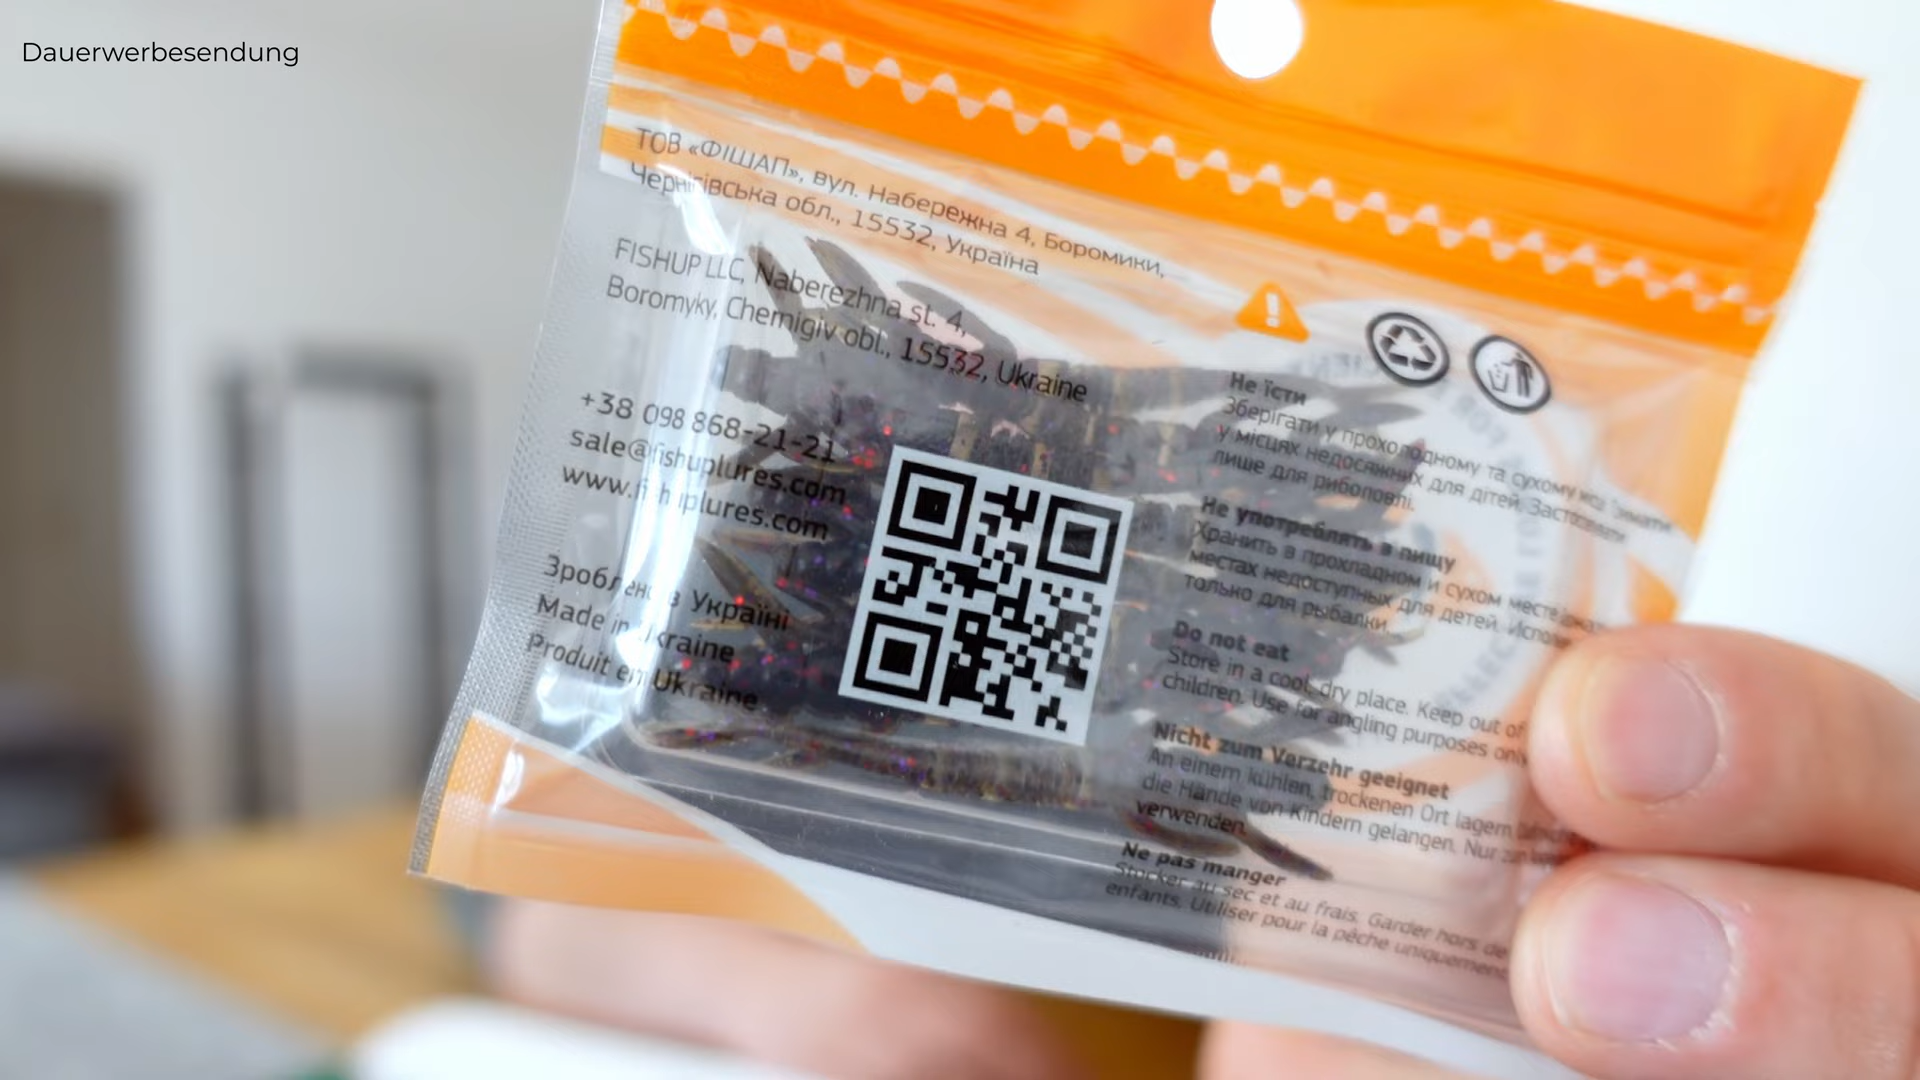 Dauerwerbesendung
ТОВ «ФІШАП», вул. Набережна 4, Боромики,
Чернігівська обл., 15532, Україна
FISHUP LLC, Naberezhna st. 4,
Boromyky, Chernigiv obl., 15532, Ukraine
+38 098 868-21-21
sale@fishuplures.com
www.fishuplures.com
Зроблено в Україні
Made in Ukraine
Produit en Ukraine
Не їсти
Зберігати у прохолодному та сухому місці. Тримати
у місцях недосяжних для дітей. Застосовувати
лише для риболовлі.
Не употреблять в пищу
Хранить в прохладном и сухом месте.
местах недоступных для детей.
только для рыбалки.
Do not eat
Store in a cool, dry place. Keep out of
children. Use for angling purposes only
Nicht zum Verzehr geeignet
An einem kühlen, trockenen Ort lagern
die Hände von Kindern gelangen. Nur
verwenden.
Ne pas manger
Stocker au sec et au frais. Garder hors de
enfants. Utiliser pour la pêche uniquement